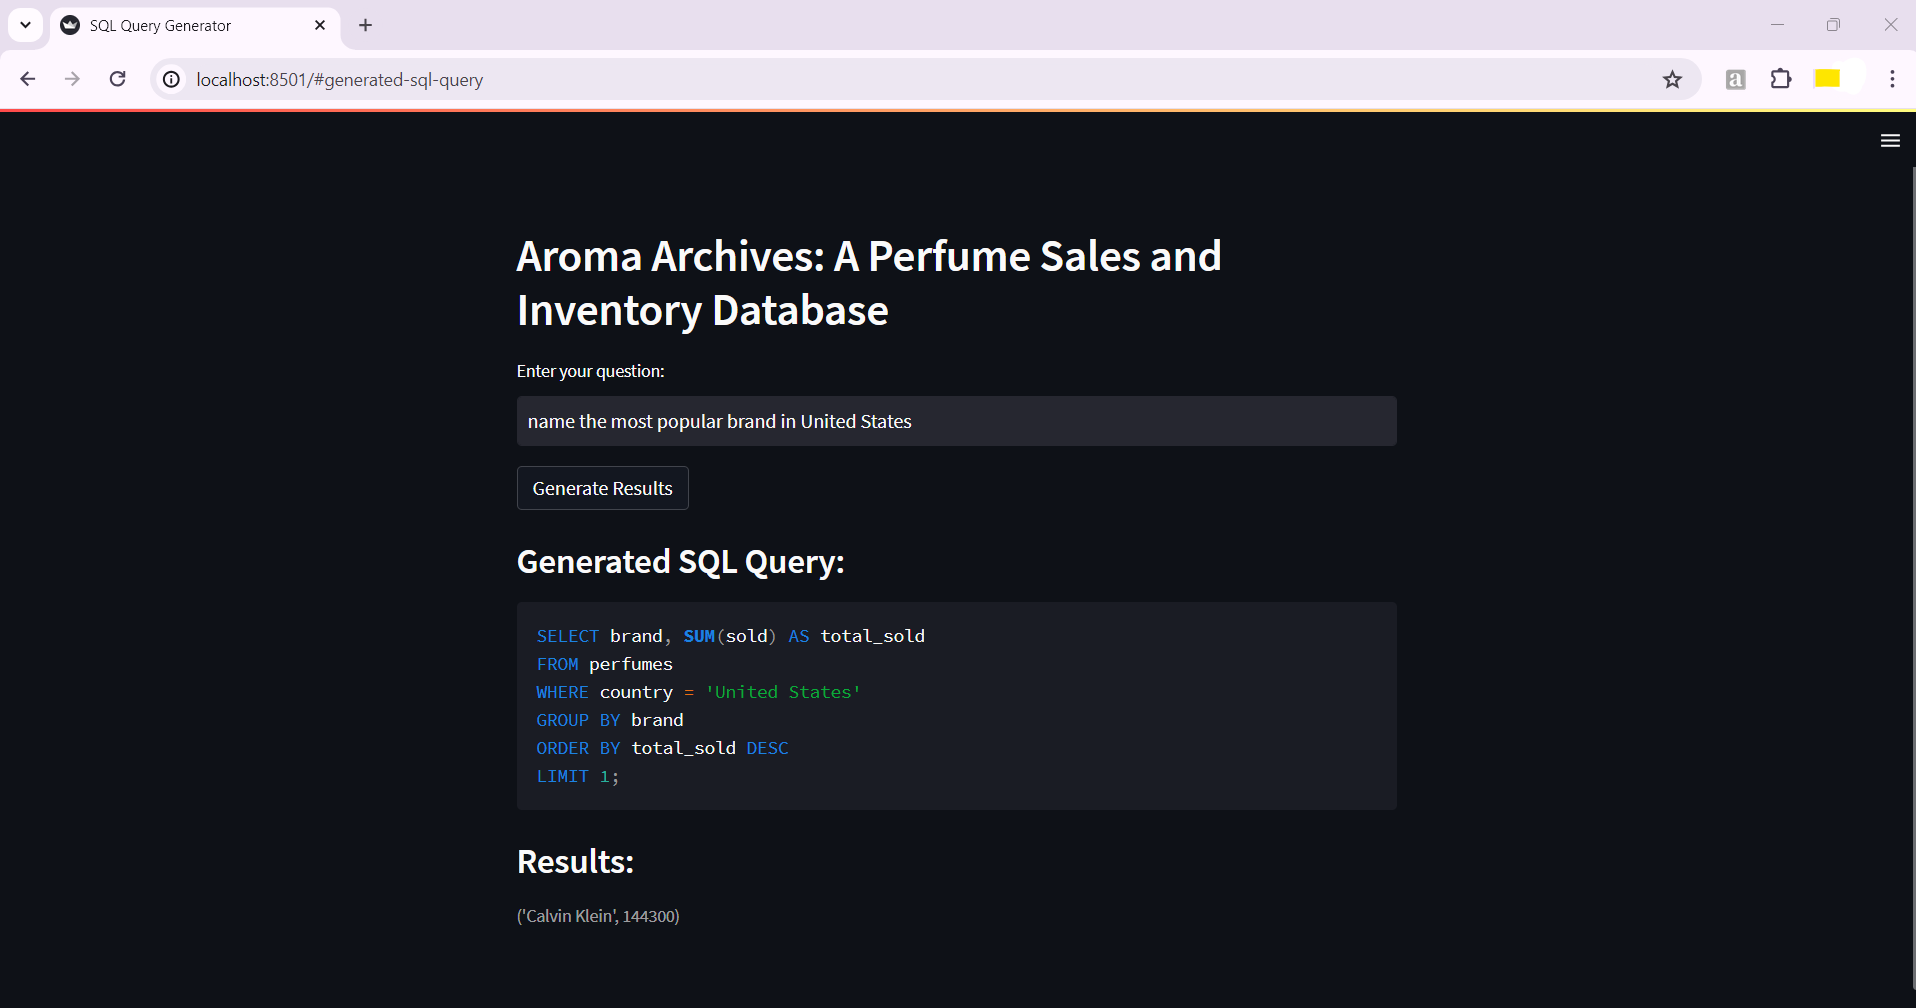 SQL Query Generator
localhost:8501/#generated-sql-query
a
Aroma Archives: A Perfume Sales and
Inventory Database
Enter your question:
name the most popular brand in United States
Generate Results
Generated SQL Query:
SELECT brand, SUM(sold) AS total_sold
FROM perfumes
WHERE country = 'United States'
GROUP BY brand
ORDER BY total_sold DESC
LIMIT 1;
Results:
('Calvin Klein', 144300)